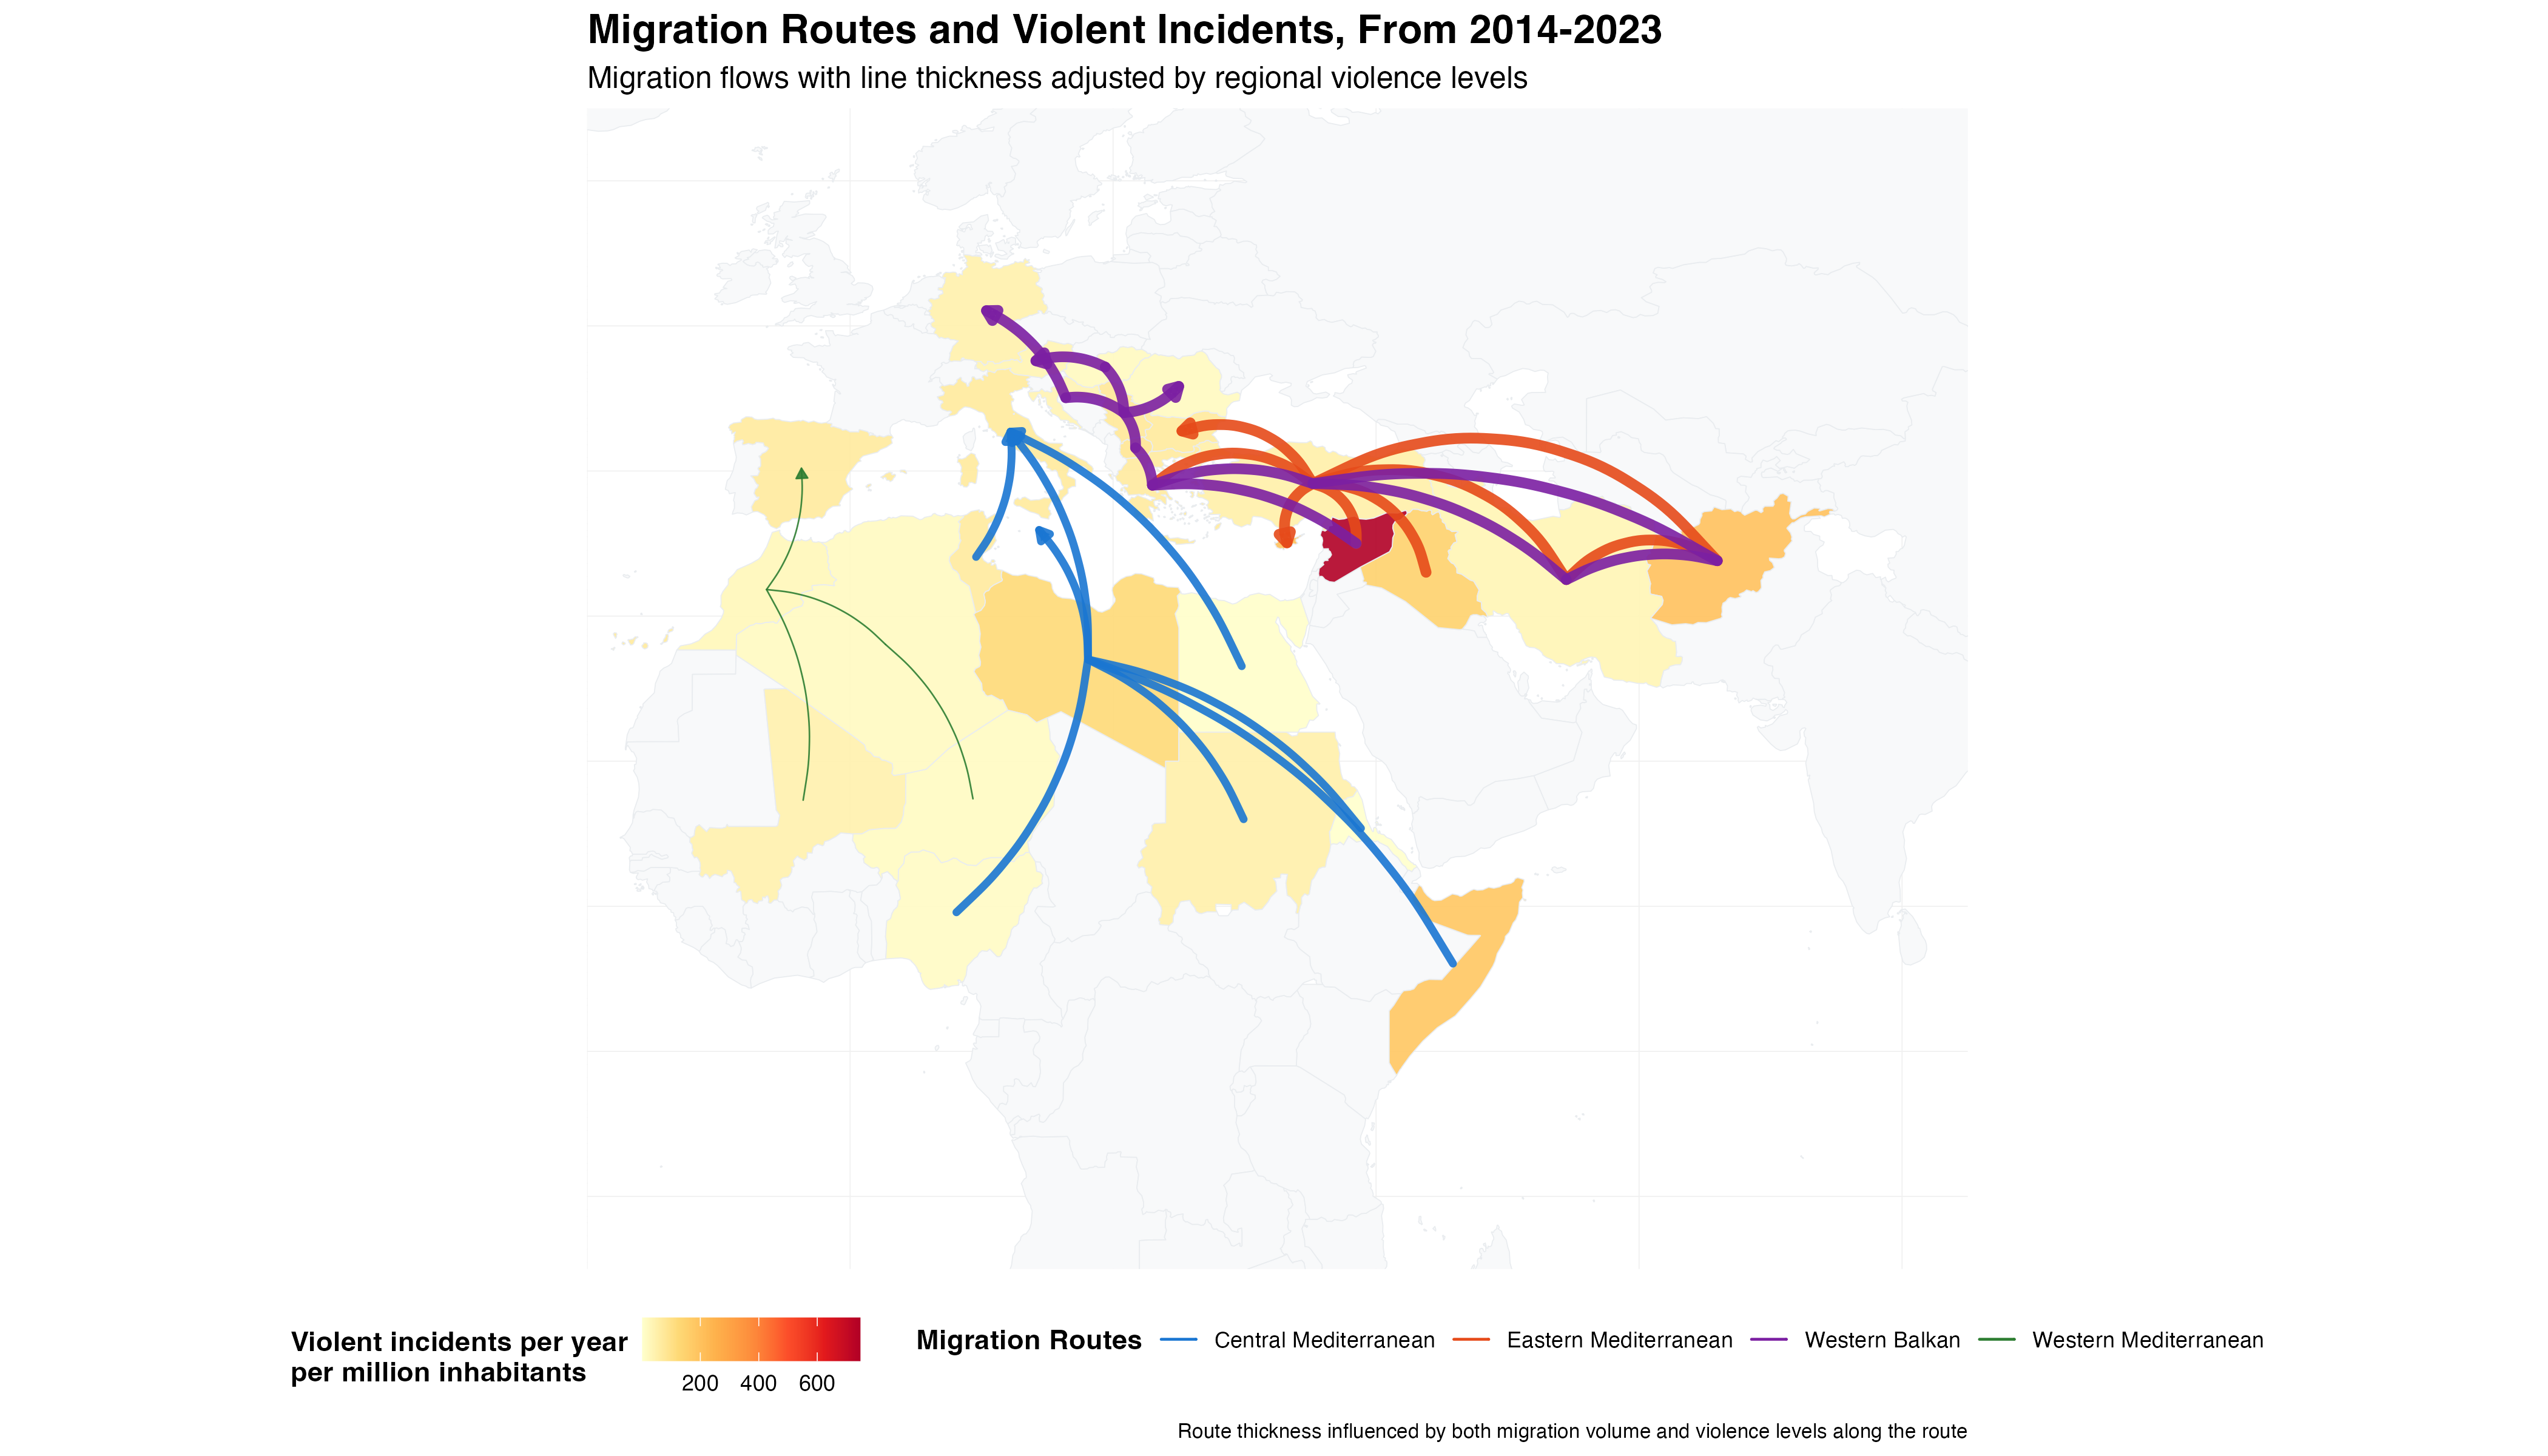 Migration Routes and Violent Incidents, From 2014-2023
Migration flows with line thickness adjusted by regional violence levels
Violent incidents per year
per million inhabitants
200 400 600
Migration Routes Central Mediterranean Eastern Mediterranean Western Balkan Western Mediterranean
Route thickness influenced by both migration volume and violence levels along the route